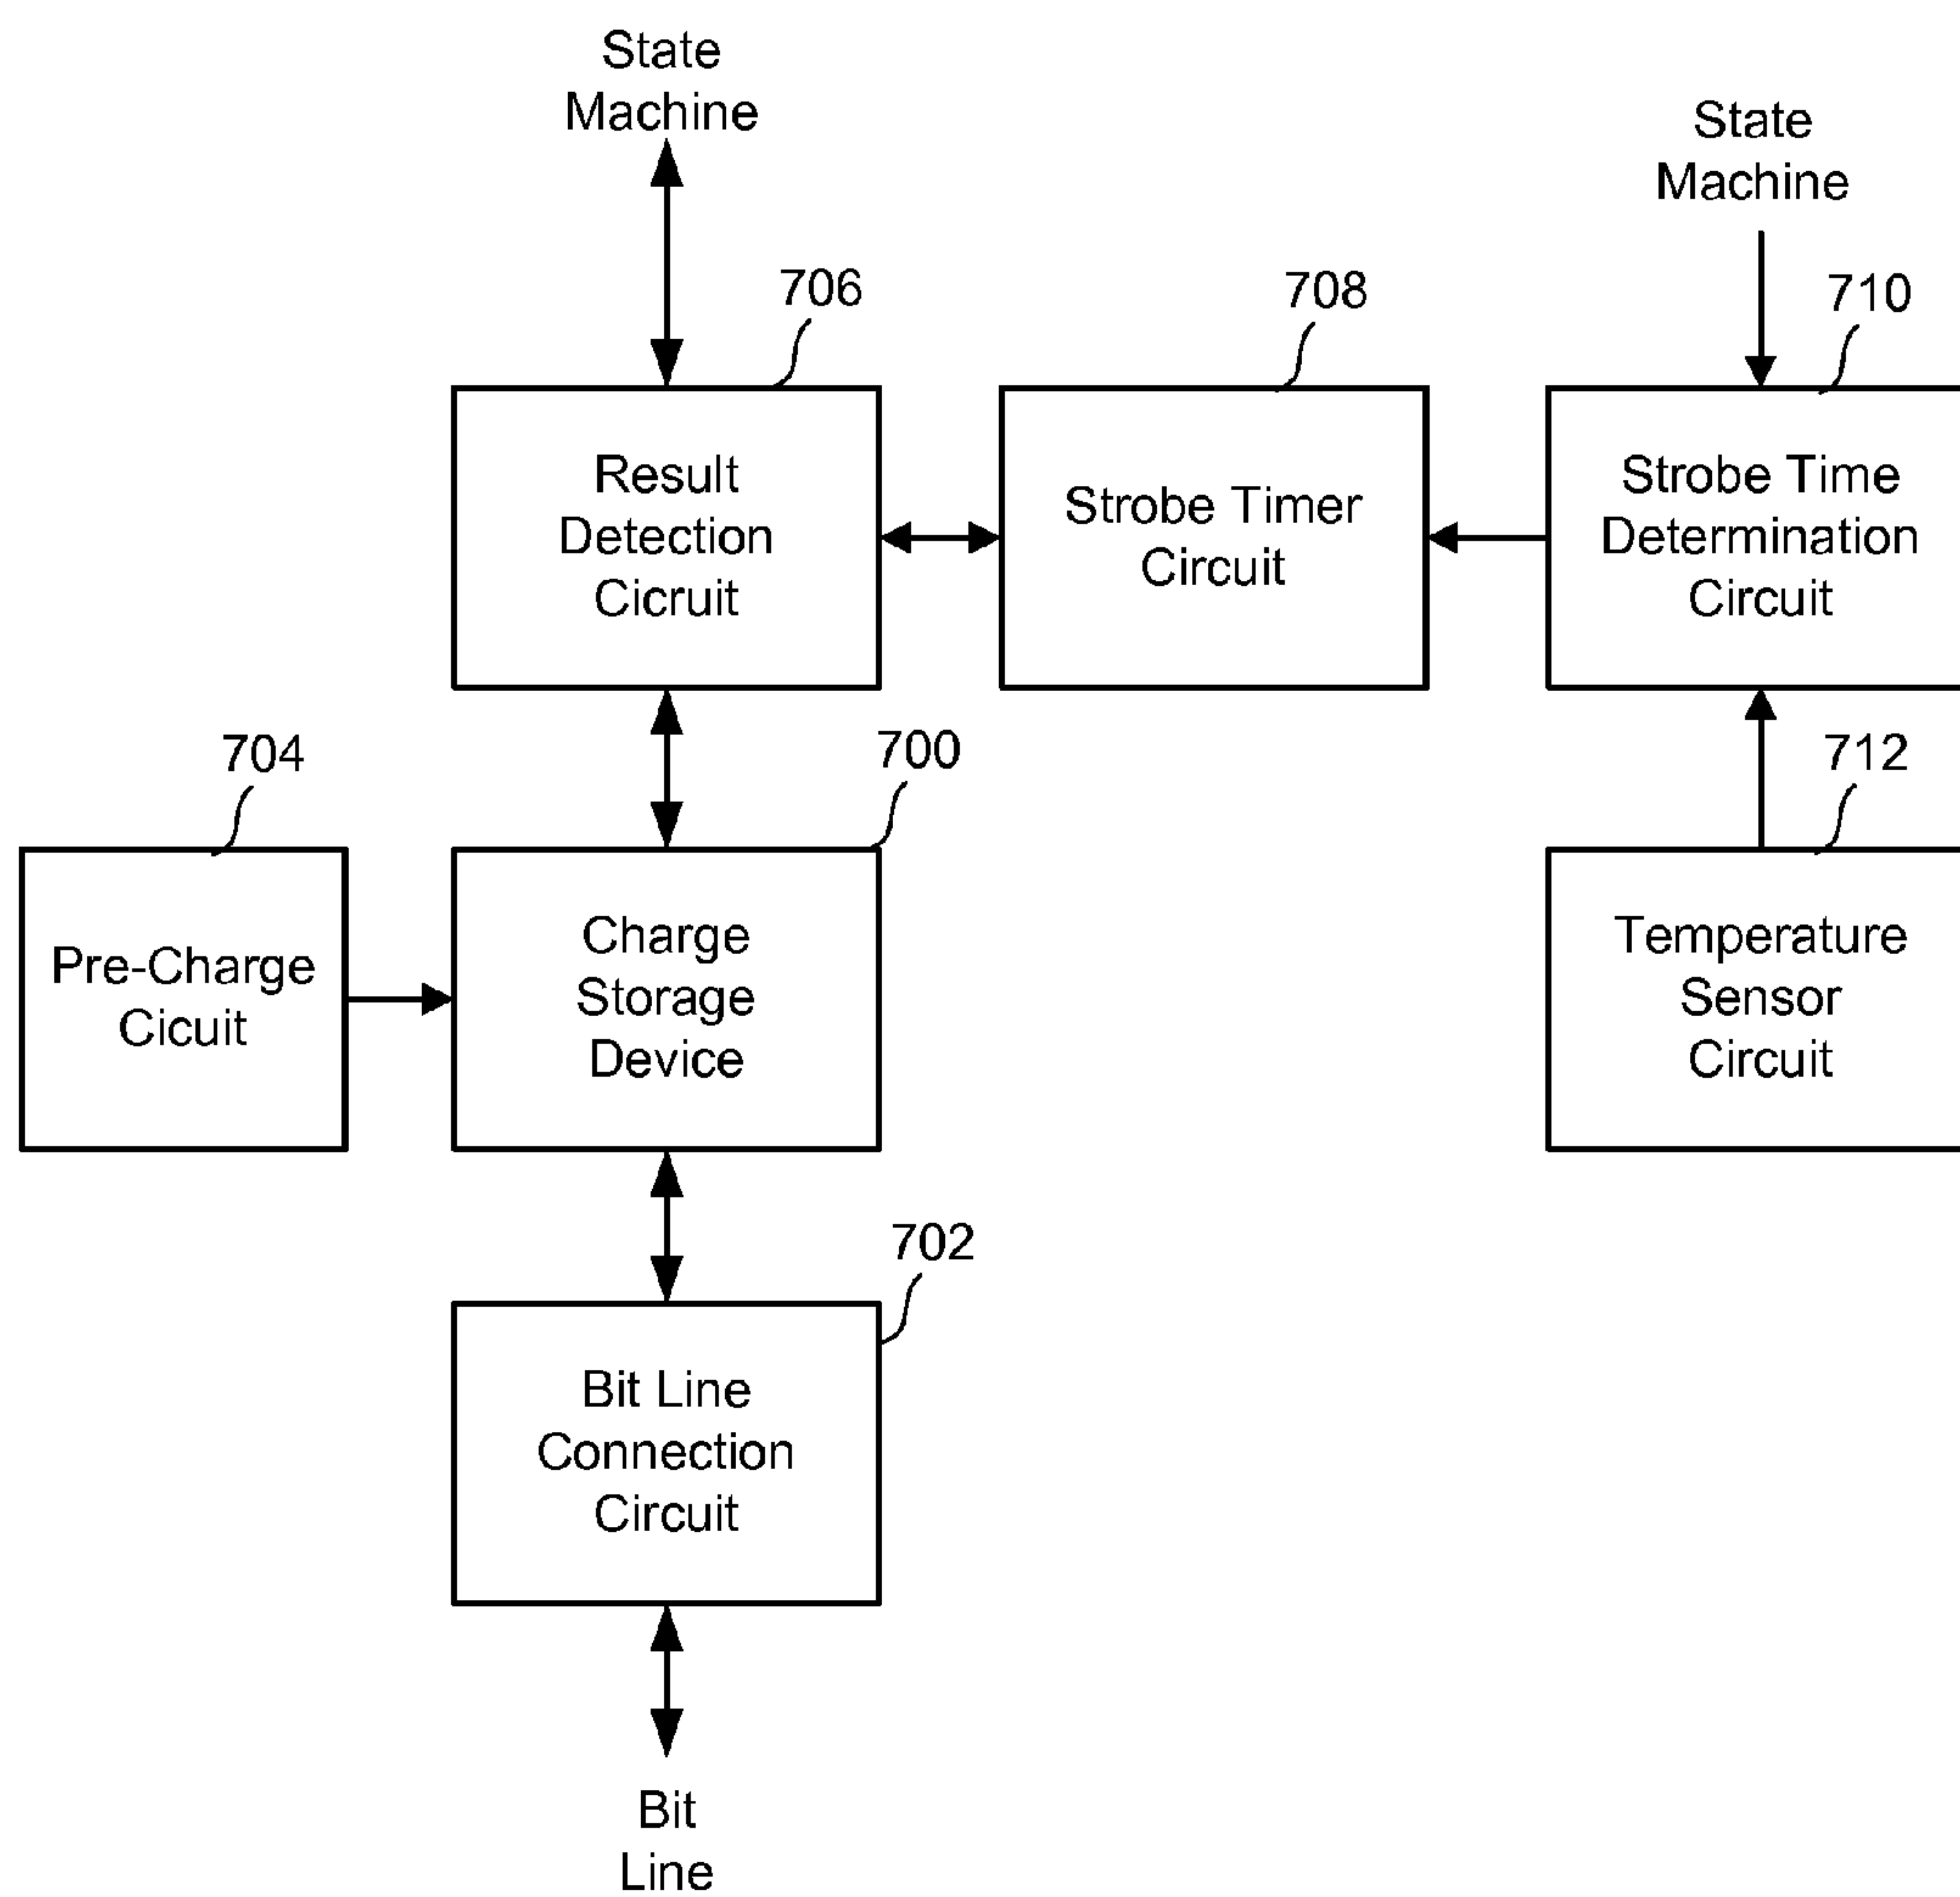 State
Machine
State
Machine
706
708
710
Result
Detection
Cicruit
Strobe Timer
Circuit
Strobe Time
Determination
Circuit
704
700
712
Pre-Charge
Cicuit
Charge
Storage
Device
Temperature
Sensor
Circuit
702
Bit Line
Connection
Circuit
Bit
Line